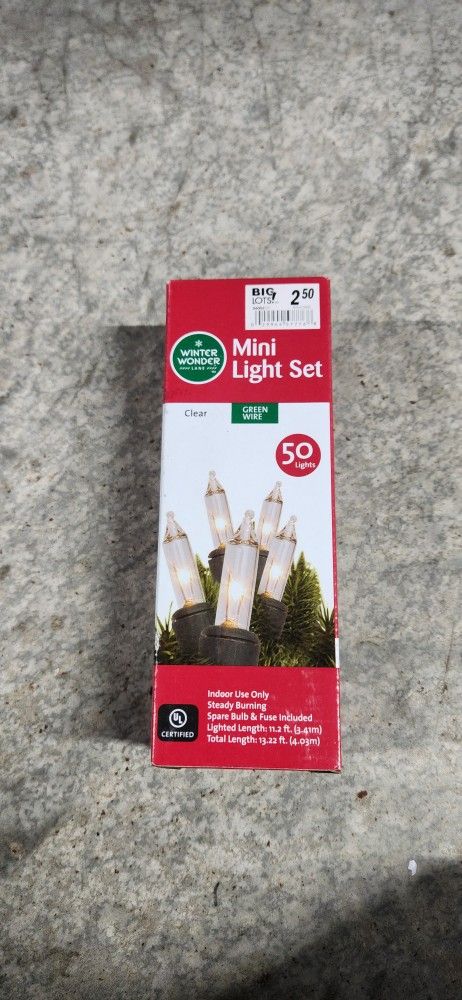 BIG
LOTS!
2 50
WINTER
WONDER
LANE
Mini
Light Set
Clear
GREEN
WIRE
50
Lights
Indoor Use Only
Steady Burning
Spare Bulb & Fuse Included
Lighted Length: 11.2 ft. (3.41m)
Total Length: 13.22 ft. (4.03m)
UL
CERTIFIED